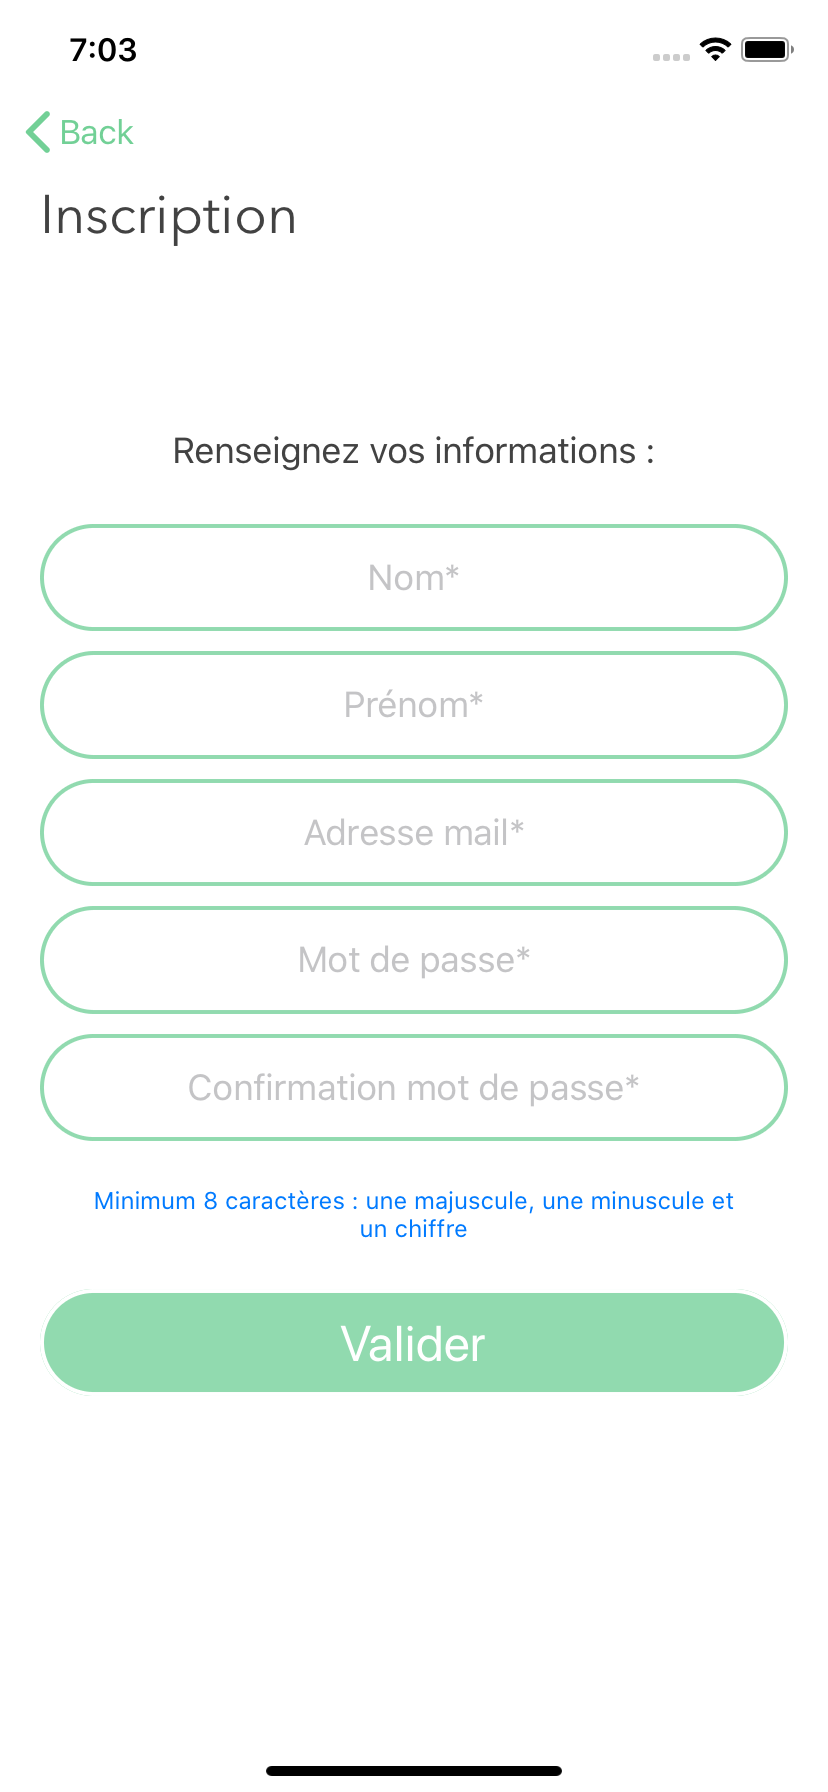 7:03
Back
Inscription
Renseignez vos informations :
Nom*
Prénom*
Adresse mail*
Mot de passe*
Confirmation mot de passe*
Minimum 8 caractères : une majuscule, une minuscule et
un chiffre
Valider